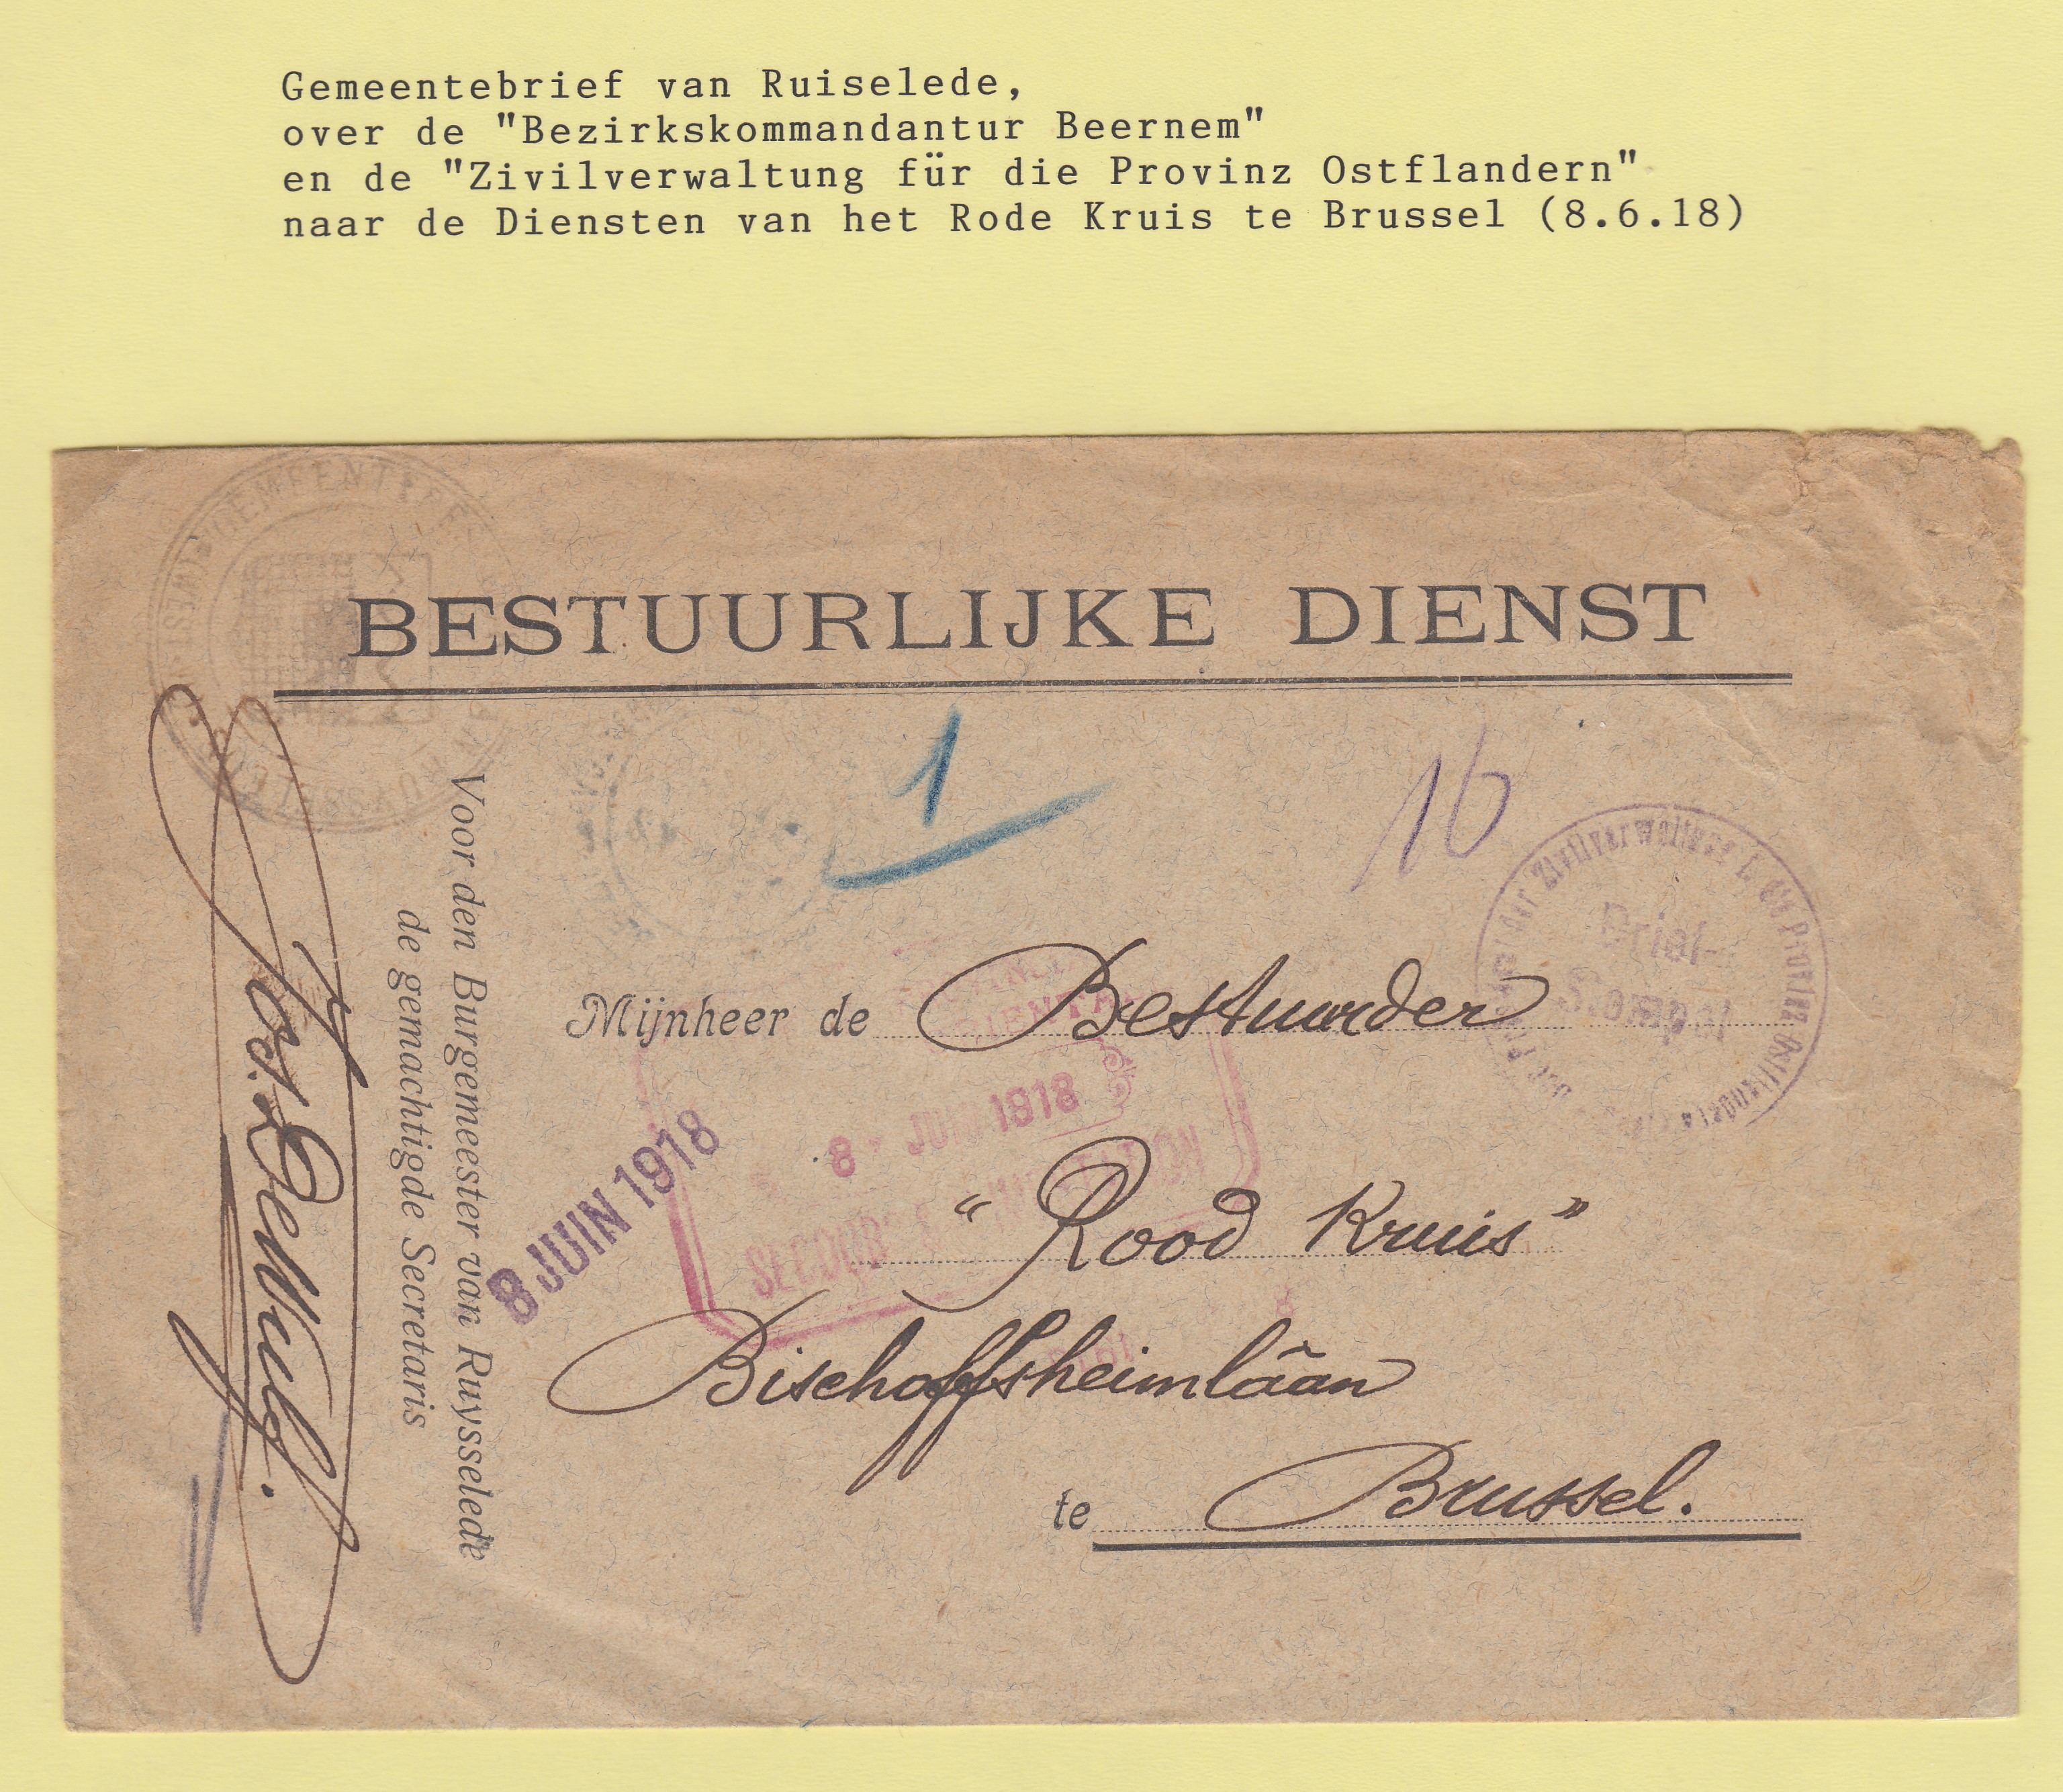 Gemeentebrief van Ruiselede,
over de "Bezirkskommandantur Beernem"
en de "Zivilverwaltung für die Provinz Ostflandern"
naar de Diensten van het Rode Kruis te Brussel (8.6.18)
BESTUURLIJKE DIENST
1
10
Mijnheer de Bestuurder
"Rood Kruis"
Bischoffsheimlâan
te Brussel.
Voor den Burgemeester van Ruysselede
de gemachtigde Secretaris
8 JUIN 1918
8 - JUIN 1918